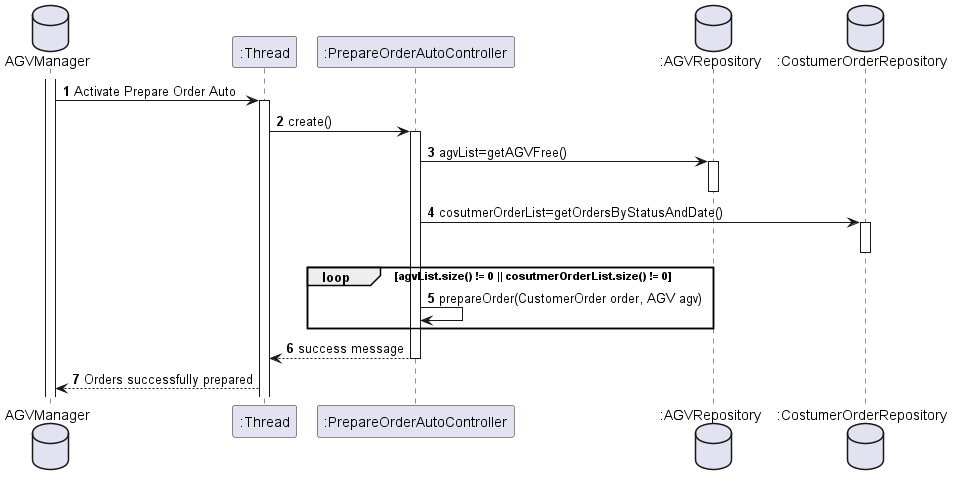 AGVManager
:Thread
:PrepareOrderAutoController
:AGVRepository
:CostumerOrderRepository
1 Activate Prepare Order Auto
2 create()
3 agvList=getAGVFree()
4 cosutmerOrderList=getOrdersByStatusAndDate()
loop
[agvList.size() != 0 || cosutmerOrderList.size() != 0]
5 prepareOrder(CustomerOrder order, AGV agv)
6 success message
7 Orders successfully prepared
AGVManager
:Thread
:PrepareOrderAutoController
:AGVRepository
:CostumerOrderRepository